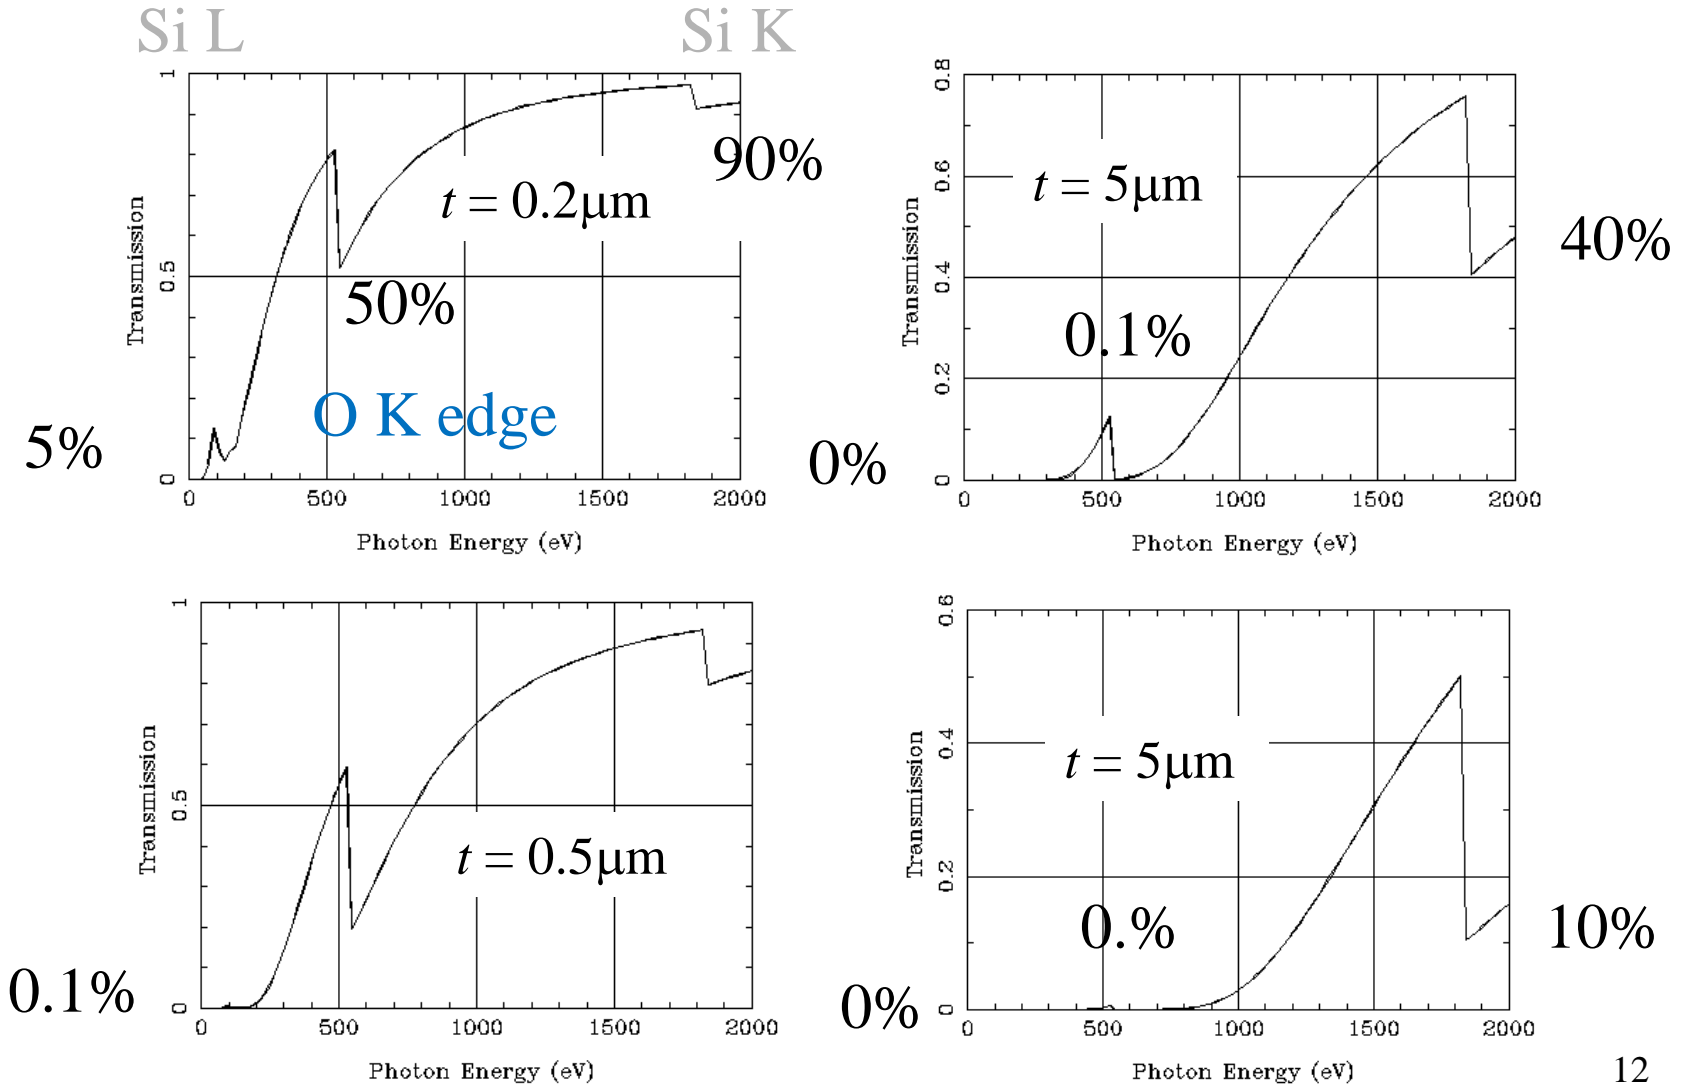 Si L
Si K
1
0.5
0
Transmission
0 500 1000 1500 2000
Photon Energy (eV)
t = 0.2μm
90%
50%
O K edge
5%
0.8
0.6
0.4
0.2
0
Transmission
0 500 1000 1500 2000
Photon Energy (eV)
t = 5μm
40%
0.1%
0%
1
0.5
0
Transmission
0 500 1000 1500 2000
Photon Energy (eV)
t = 0.5μm
0.1%
0.6
0.4
0.2
0
Transmission
0 500 1000 1500 2000
Photon Energy (eV)
t = 5μm
0.%
10%
0%
12